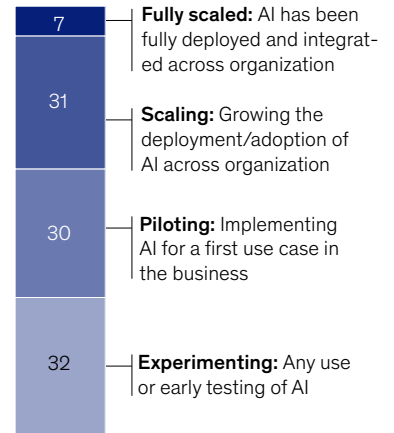 7
Fully scaled: AI has been
fully deployed and integrat-
ed across organization
31
Scaling: Growing the
deployment/adoption of
AI across organization
30
Piloting: Implementing
AI for a first use case in
the business
32
Experimenting: Any use
or early testing of AI